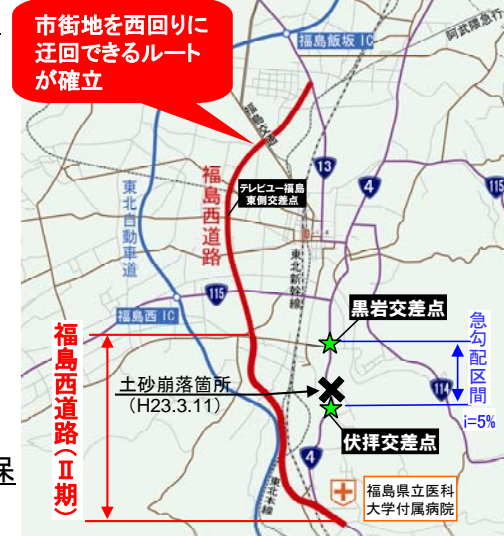 市街地を西回りに
迂回できるルート
が確立
福島飯坂 IC
阿武隈急行
福島交通
13
4
115
福島西道路
テレビユー福島
東側交差点
東北自動車道
東北新幹線
115
福島西 IC
黒岩交差点
急勾配区間
i=5%
114
土砂崩落箇所
(H23.3.11)
伏拝交差点
福島西道路(Ⅱ期)
4
東北本線
福島県立医科
大学付属病院
保